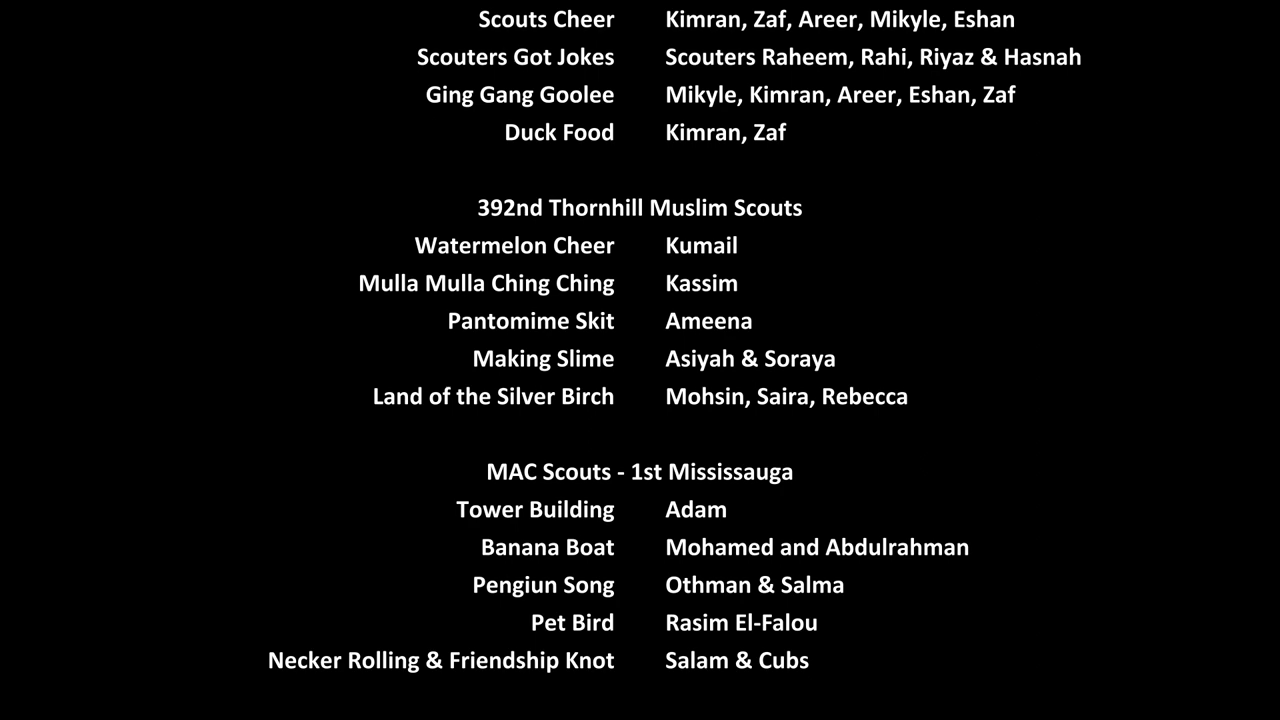 Scouts Cheer Kimran, Zaf, Areer, Mikyle, Eshan
Scouters Got Jokes Scouters Raheem, Rahi, Riyaz & Hasnah
Ging Gang Goolee Mikyle, Kimran, Areer, Eshan, Zaf
Duck Food Kimran, Zaf
392nd Thornhill Muslim Scouts
Watermelon Cheer Kumail
Mulla Mulla Ching Ching Kassim
Pantomime Skit Ameena
Making Slime Asiyah & Soraya
Land of the Silver Birch Mohsin, Saira, Rebecca
MAC Scouts - 1st Mississauga
Tower Building Adam
Banana Boat Mohamed and Abdulrahman
Pengiun Song Othman & Salma
Pet Bird Rasim El-Falou
Necker Rolling & Friendship Knot Salam & Cubs